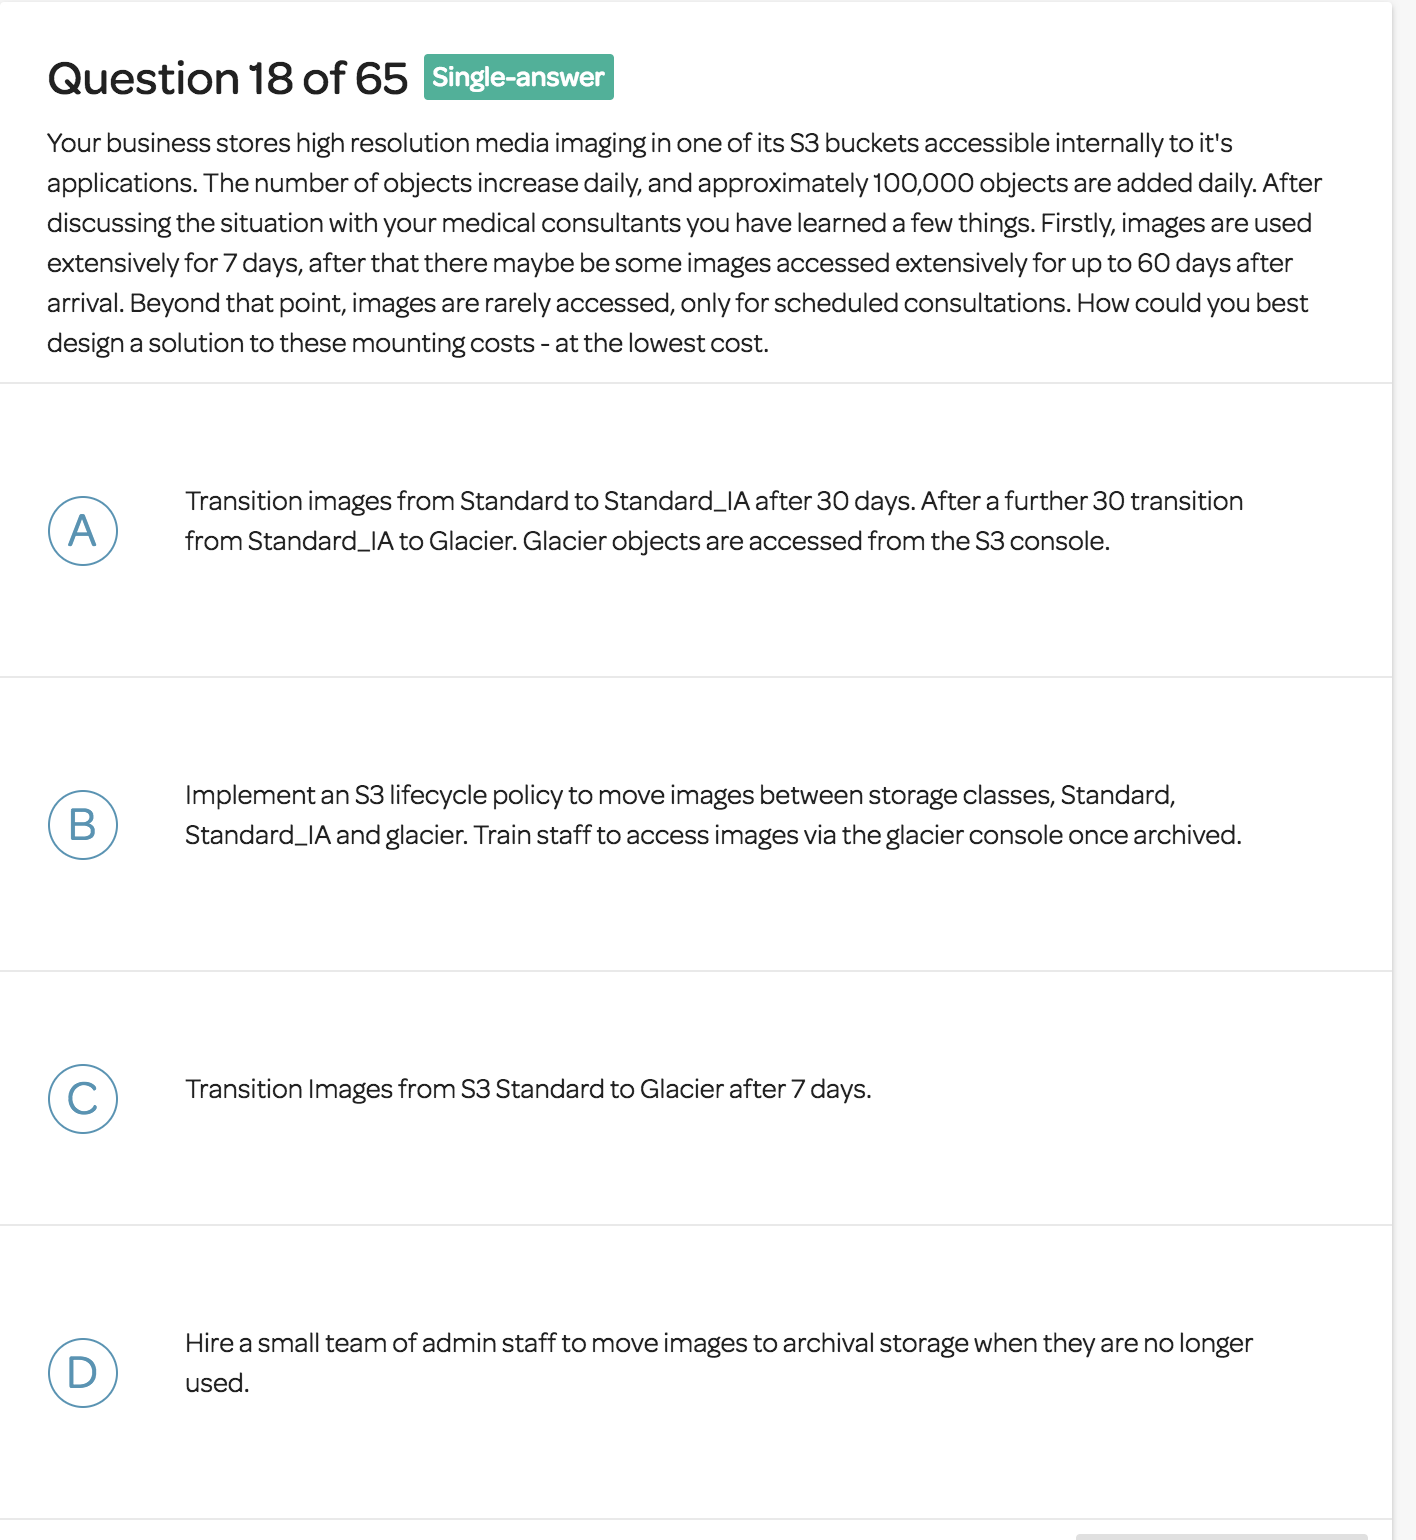 Question 18 of 65 Single-answer
Your business stores high resolution media imaging in one of its S3 buckets accessible internally to it's
applications. The number of objects increase daily, and approximately 100,000 objects are added daily. After
discussing the situation with your medical consultants you have learned a few things. Firstly, images are used
extensively for 7 days, after that there maybe be some images accessed extensively for up to 60 days after
arrival. Beyond that point, images are rarely accessed, only for scheduled consultations. How could you best
design a solution to these mounting costs - at the lowest cost.
A
Transition images from Standard to Standard_IA after 30 days. After a further 30 transition
from Standard_IA to Glacier. Glacier objects are accessed from the S3 console.
B
Implement an S3 lifecycle policy to move images between storage classes, Standard,
Standard_IA and glacier. Train staff to access images via the glacier console once archived.
C
Transition Images from S3 Standard to Glacier after 7 days.
D
Hire a small team of admin staff to move images to archival storage when they are no longer
used.